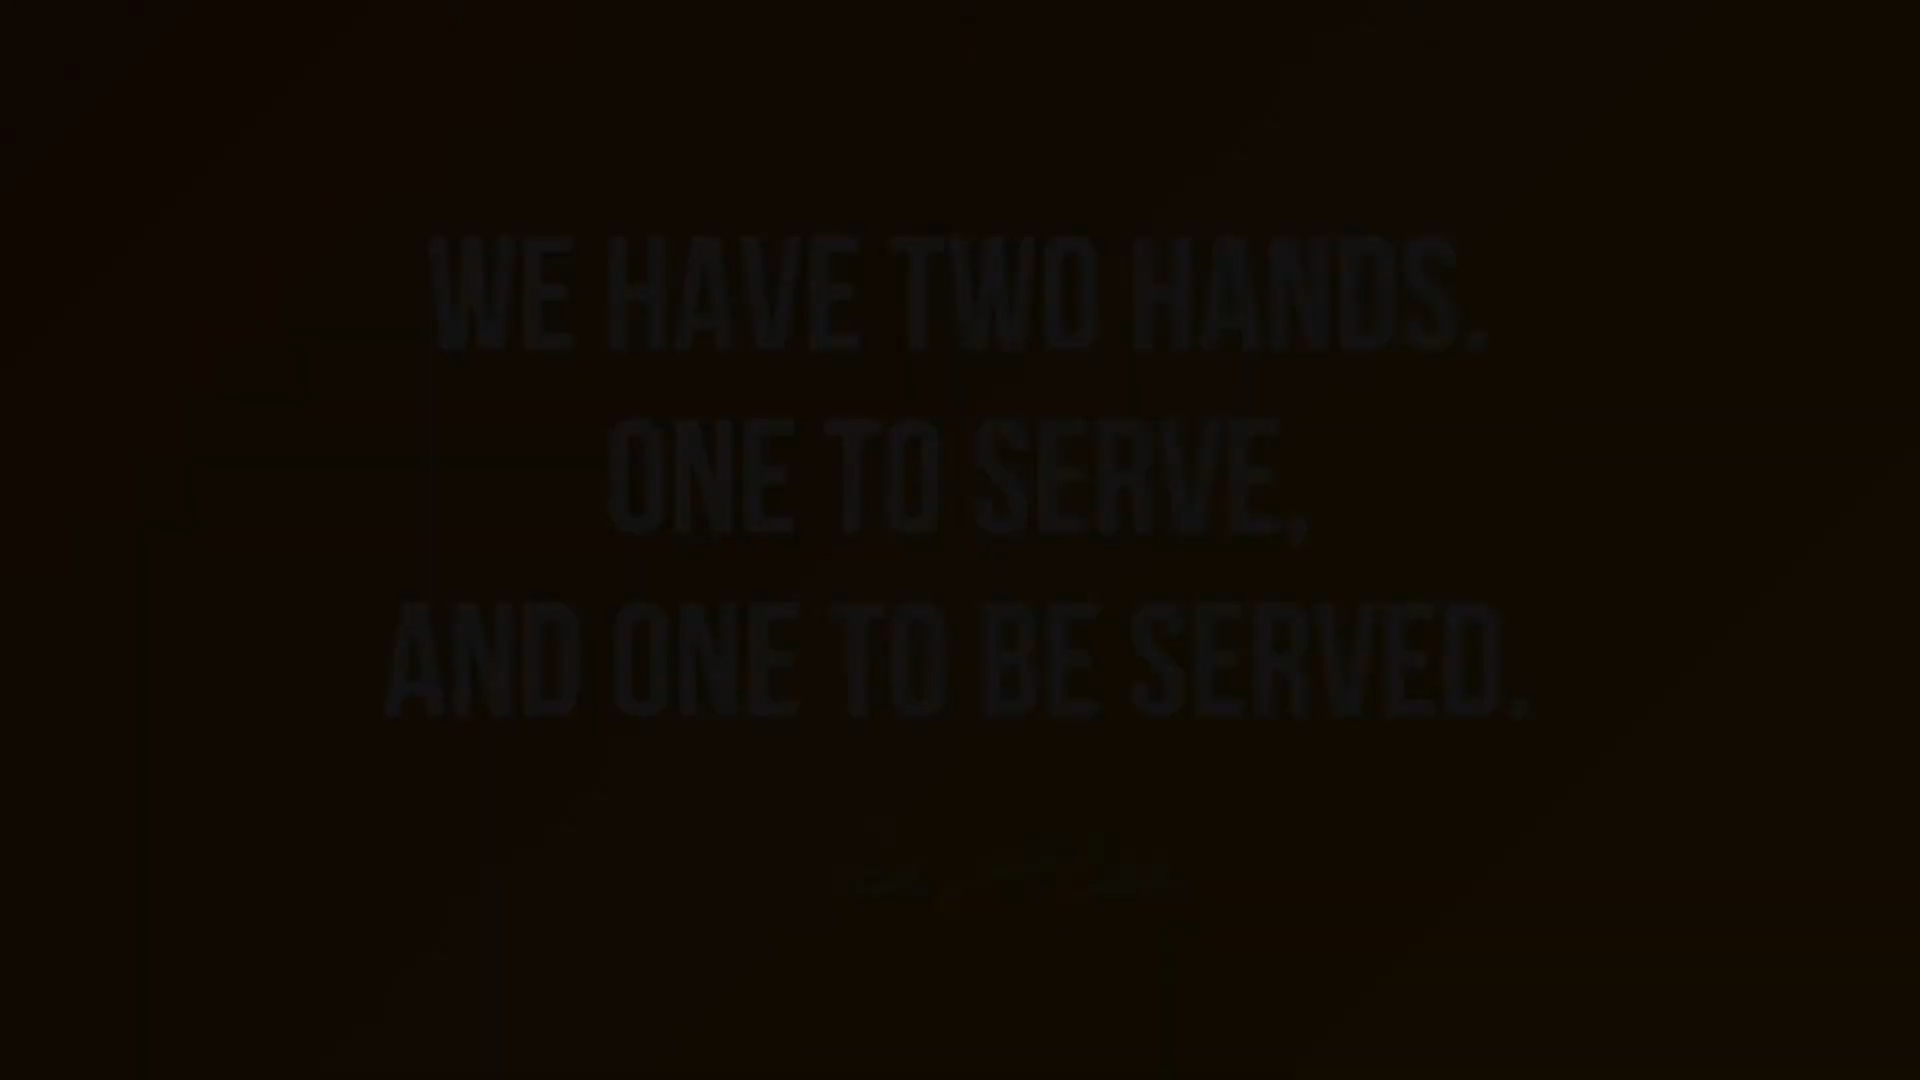 WE HAVE TWO HANDS.
ONE TO SERVE,
AND ONE TO BE SERVED.